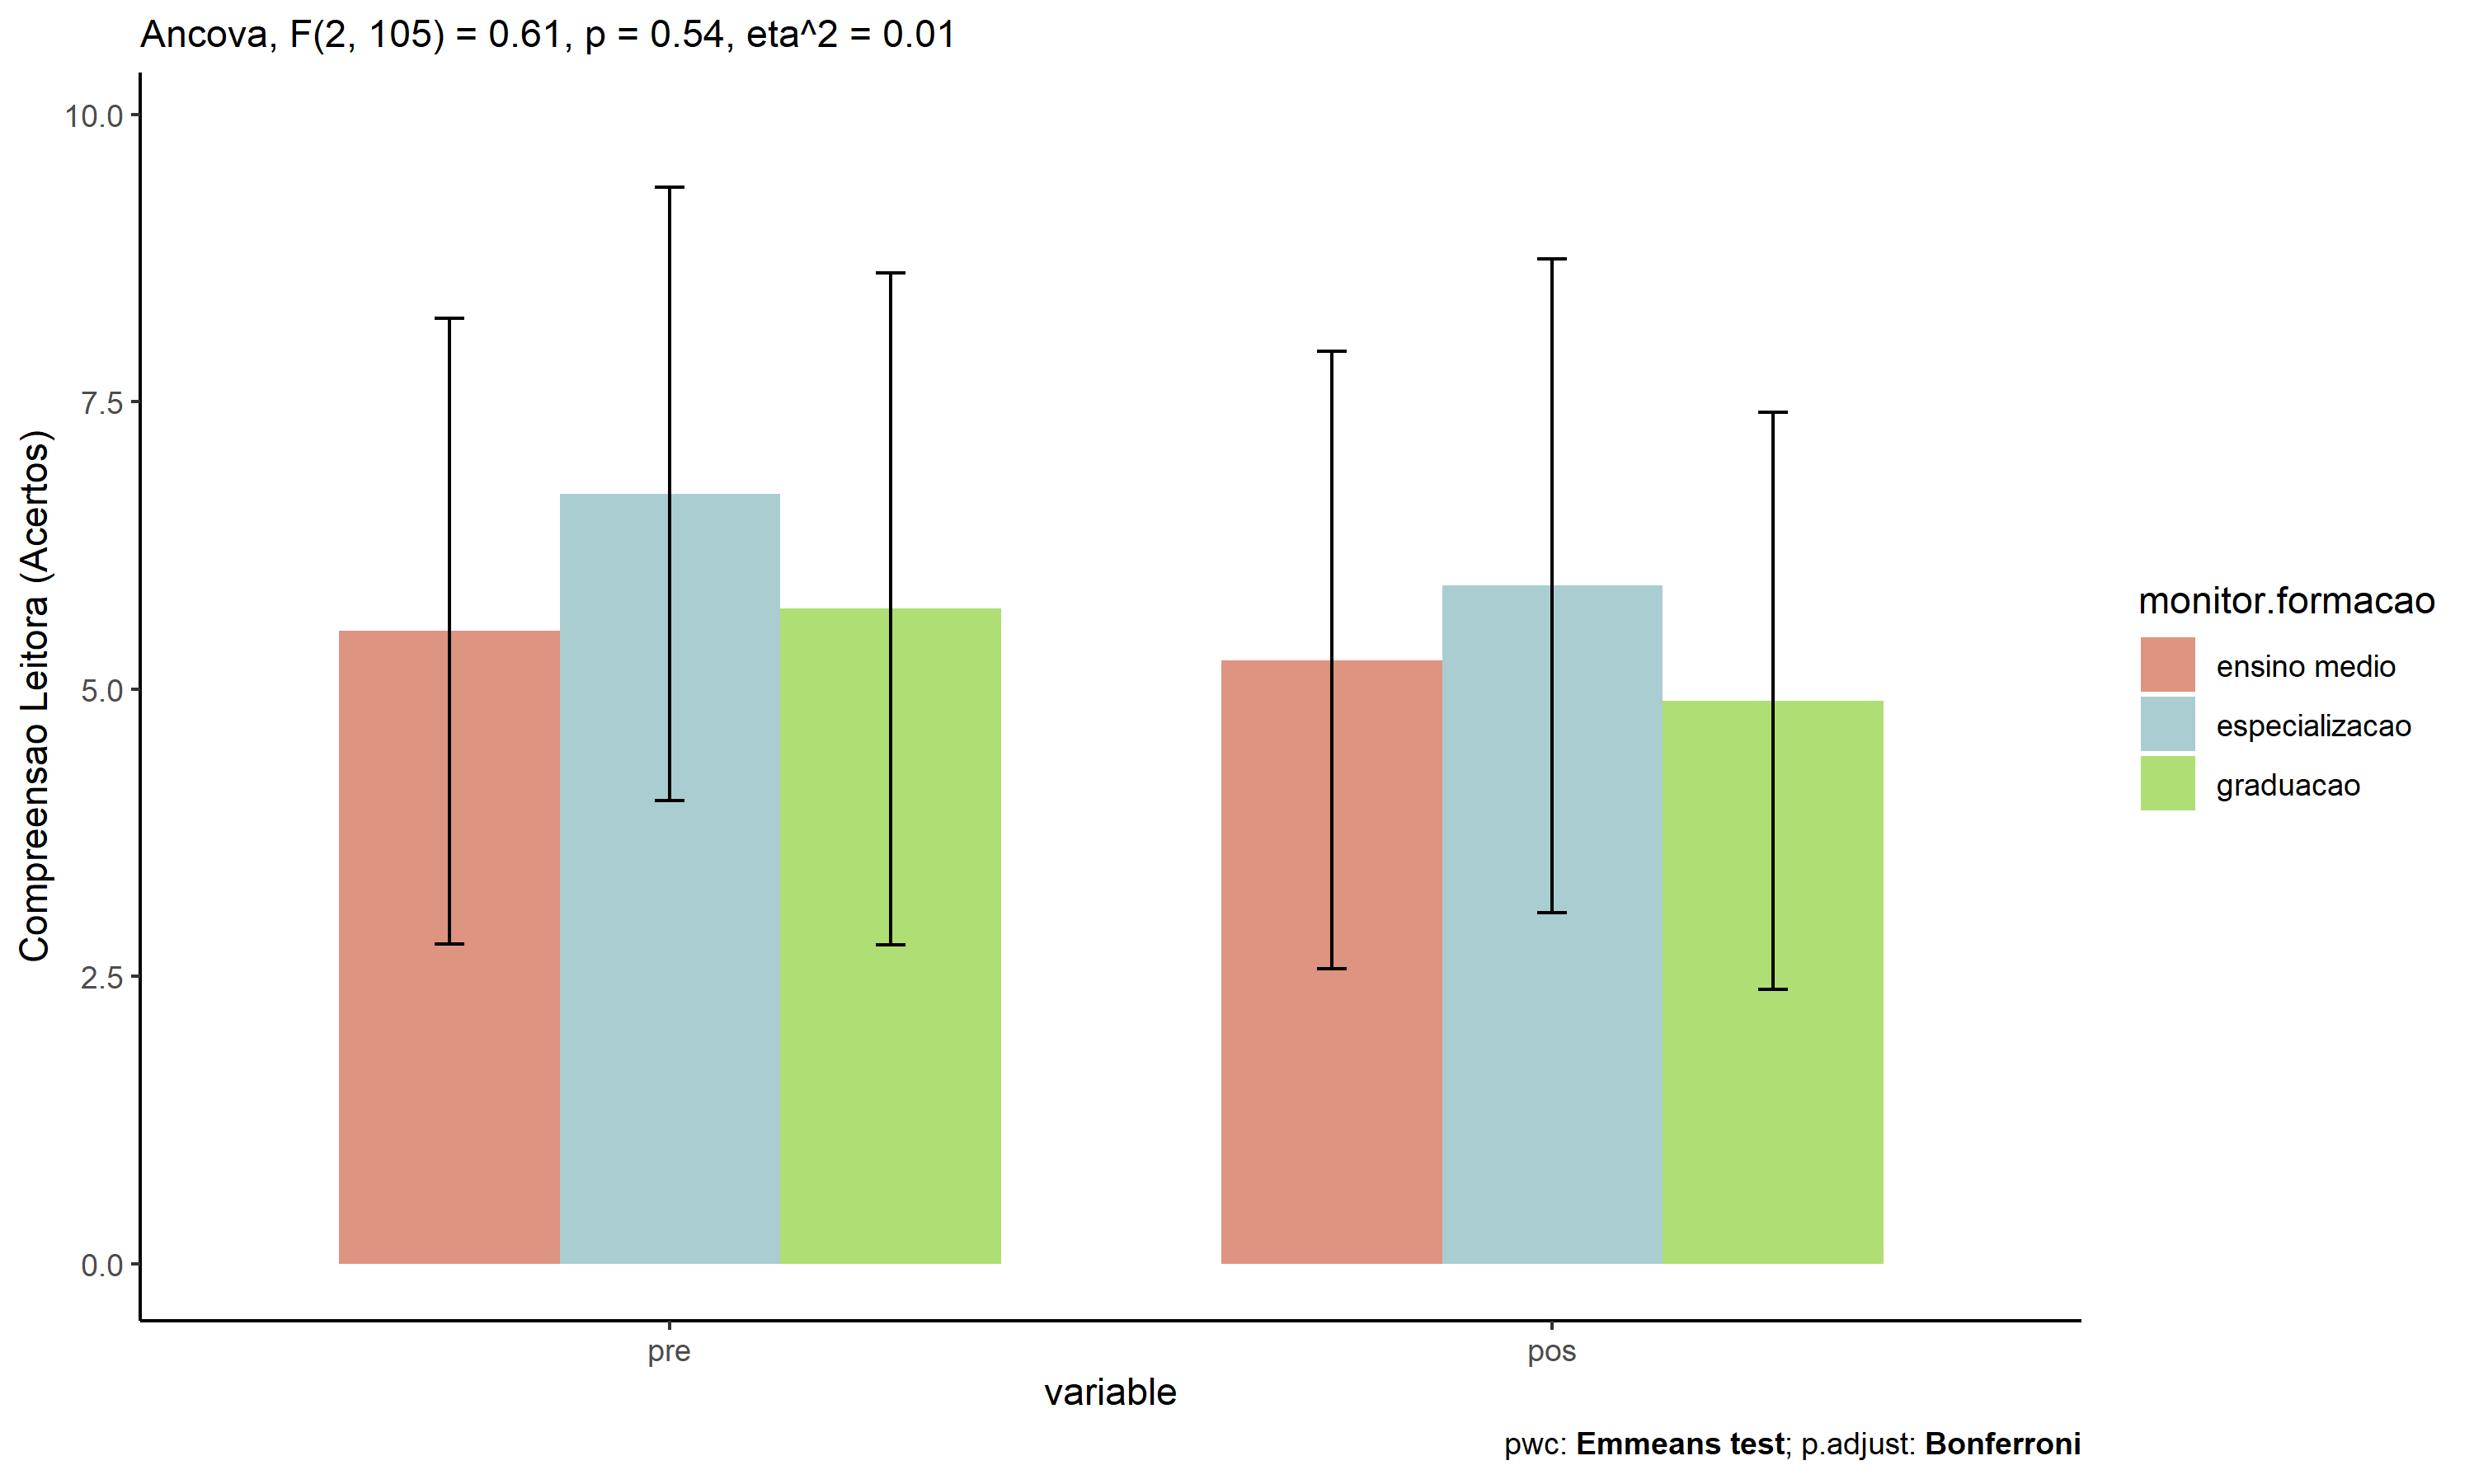 Ancova, F(2, 105) = 0.61, p = 0.54, eta^2 = 0.01
Compreensao Leitora (Acertos)
10.0
7.5
5.0
2.5
0.0
pre
pos
variable
monitor.formacao
ensino medio
especializacao
graduacao
pwc: Emmeans test; p.adjust: Bonferroni